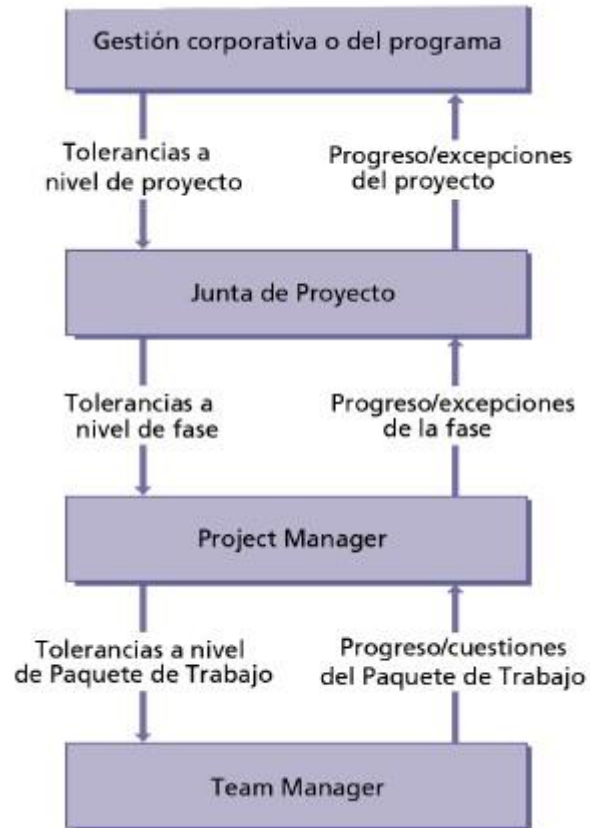 Gestión corporativa o del programa
Tolerancias a
nivel de proyecto
Progreso/excepciones
del proyecto
Junta de Proyecto
Tolerancias a
nivel de fase
Progreso/excepciones
de la fase
Project Manager
Tolerancias a nivel
de Paquete de Trabajo
Progreso/cuestiones
del Paquete de Trabajo
Team Manager